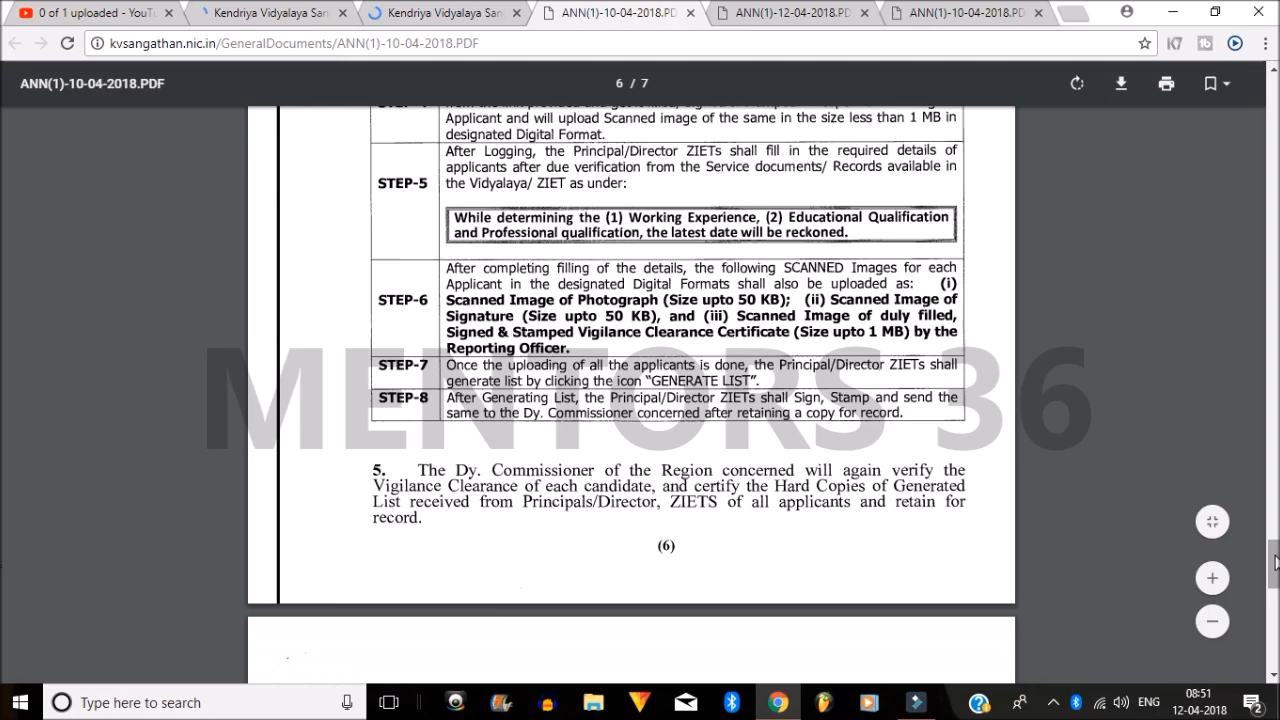 0 of 1 uploaded - YouTu
Kendriya Vidyalaya San
Kendriya Vidyalaya San
ANN(1)-10-04-2018.PD
ANN(1)-12-04-2018.PD
ANN(1)-10-04-2018.PD
kvsangathan.nic.in/GeneralDocuments/ANN(1)-10-04-2018.PDF
ANN(1)-10-04-2018.PDF
6 / 7
Applicant and will upload Scanned image of the same in the size less than 1 MB in
designated Digital Format.
STEP-5
After Logging, the Principal/Director ZIETs shall fill in the required details of
applicants after due verification from the Service documents/ Records available in
the Vidyalaya/ ZIET as under:
While determining the (1) Working Experience, (2) Educational Qualification
and Professional qualification, the latest date will be reckoned.
STEP-6
After completing filling of the details, the following SCANNED Images for each
Applicant in the designated Digital Formats shall also be uploaded as: (i)
Scanned Image of Photograph (Size upto 50 KB); (ii) Scanned Image of
Signature (Size upto 50 KB), and (iii) Scanned Image of duly filled,
Signed & Stamped Vigilance Clearance Certificate (Size upto 1 MB) by the
Reporting Officer.
STEP-7
Once the uploading of all the applicants is done, the Principal/Director ZIETs shall
generate list by clicking the icon "GENERATE LIST".
STEP-8
After Generating List, the Principal/Director ZIETs shall Sign, Stamp and send the
same to the Dy. Commissioner concerned after retaining a copy for record.
MENTORS 36
5. The Dy. Commissioner of the Region concerned will again verify the
Vigilance Clearance of each candidate, and certify the Hard Copies of Generated
List received from Principals/Director, ZIETS of all applicants and retain for
record.
(6)
Type here to search
ENG
08:51
12-04-2018
2